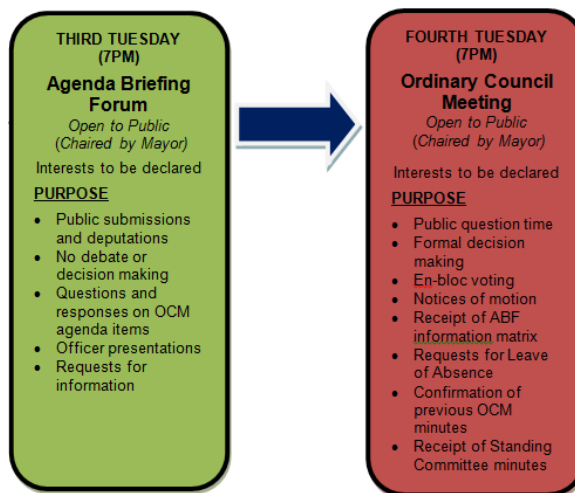 THIRD TUESDAY
(7PM)
Agenda Briefing
Forum
Open to Public
(Chaired by Mayor)
Interests to be declared
PURPOSE
• Public submissions
and deputations
• No debate or
decision making
• Questions and
responses on OCM
agenda items
• Officer presentations
• Requests for
information
FOURTH TUESDAY
(7PM)
Ordinary Council
Meeting
Open to Public
(Chaired by Mayor)
Interests to be declared
PURPOSE
• Public question time
• Formal decision
making
• En-bloc voting
• Notices of motion
• Receipt of ABF
information matrix
• Requests for Leave
of Absence
• Confirmation of
previous OCM
minutes
• Receipt of Standing
Committee minutes